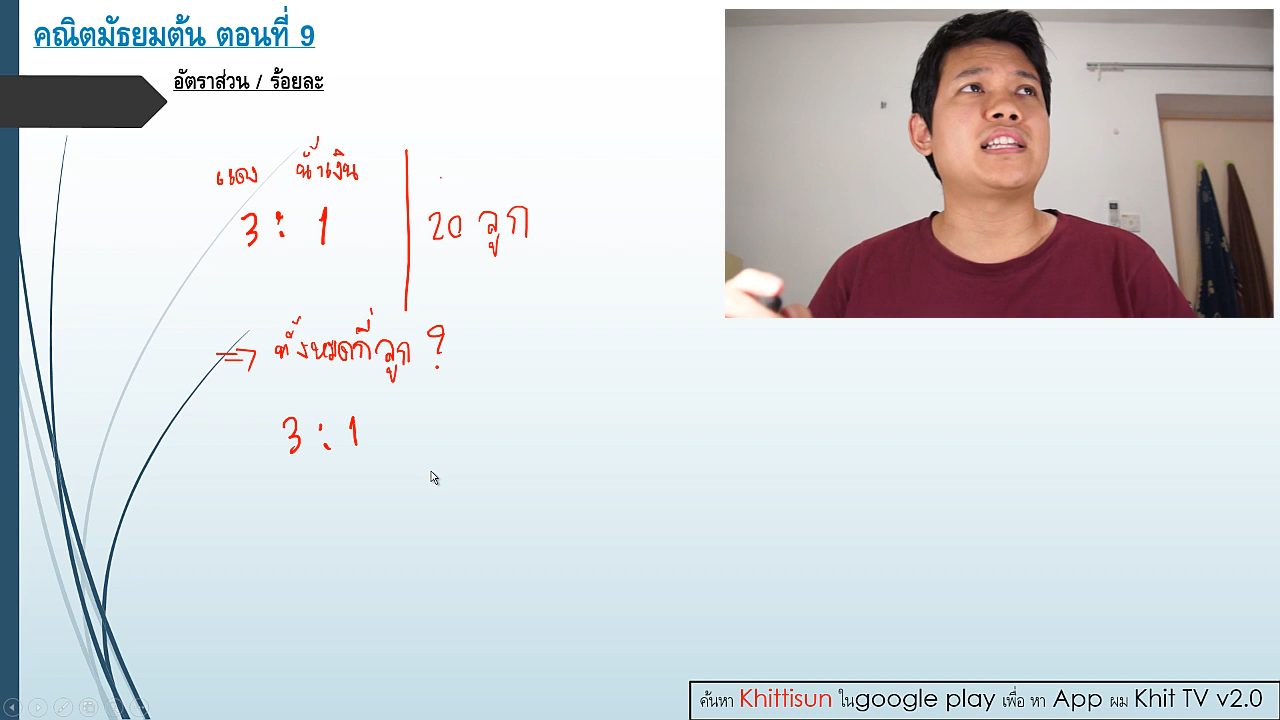 คณิตมัธยมต้น ตอนที่ 9
อัตราส่วน / ร้อยละ
แดง น้ำเงิน
3 : 1 20 ลูก
⇒ ทั้งหมดกี่ลูก ?
3 : 1
ค้นหา Khittisun ในgoogle play เพื่อ หา App ผม Khit TV v2.0